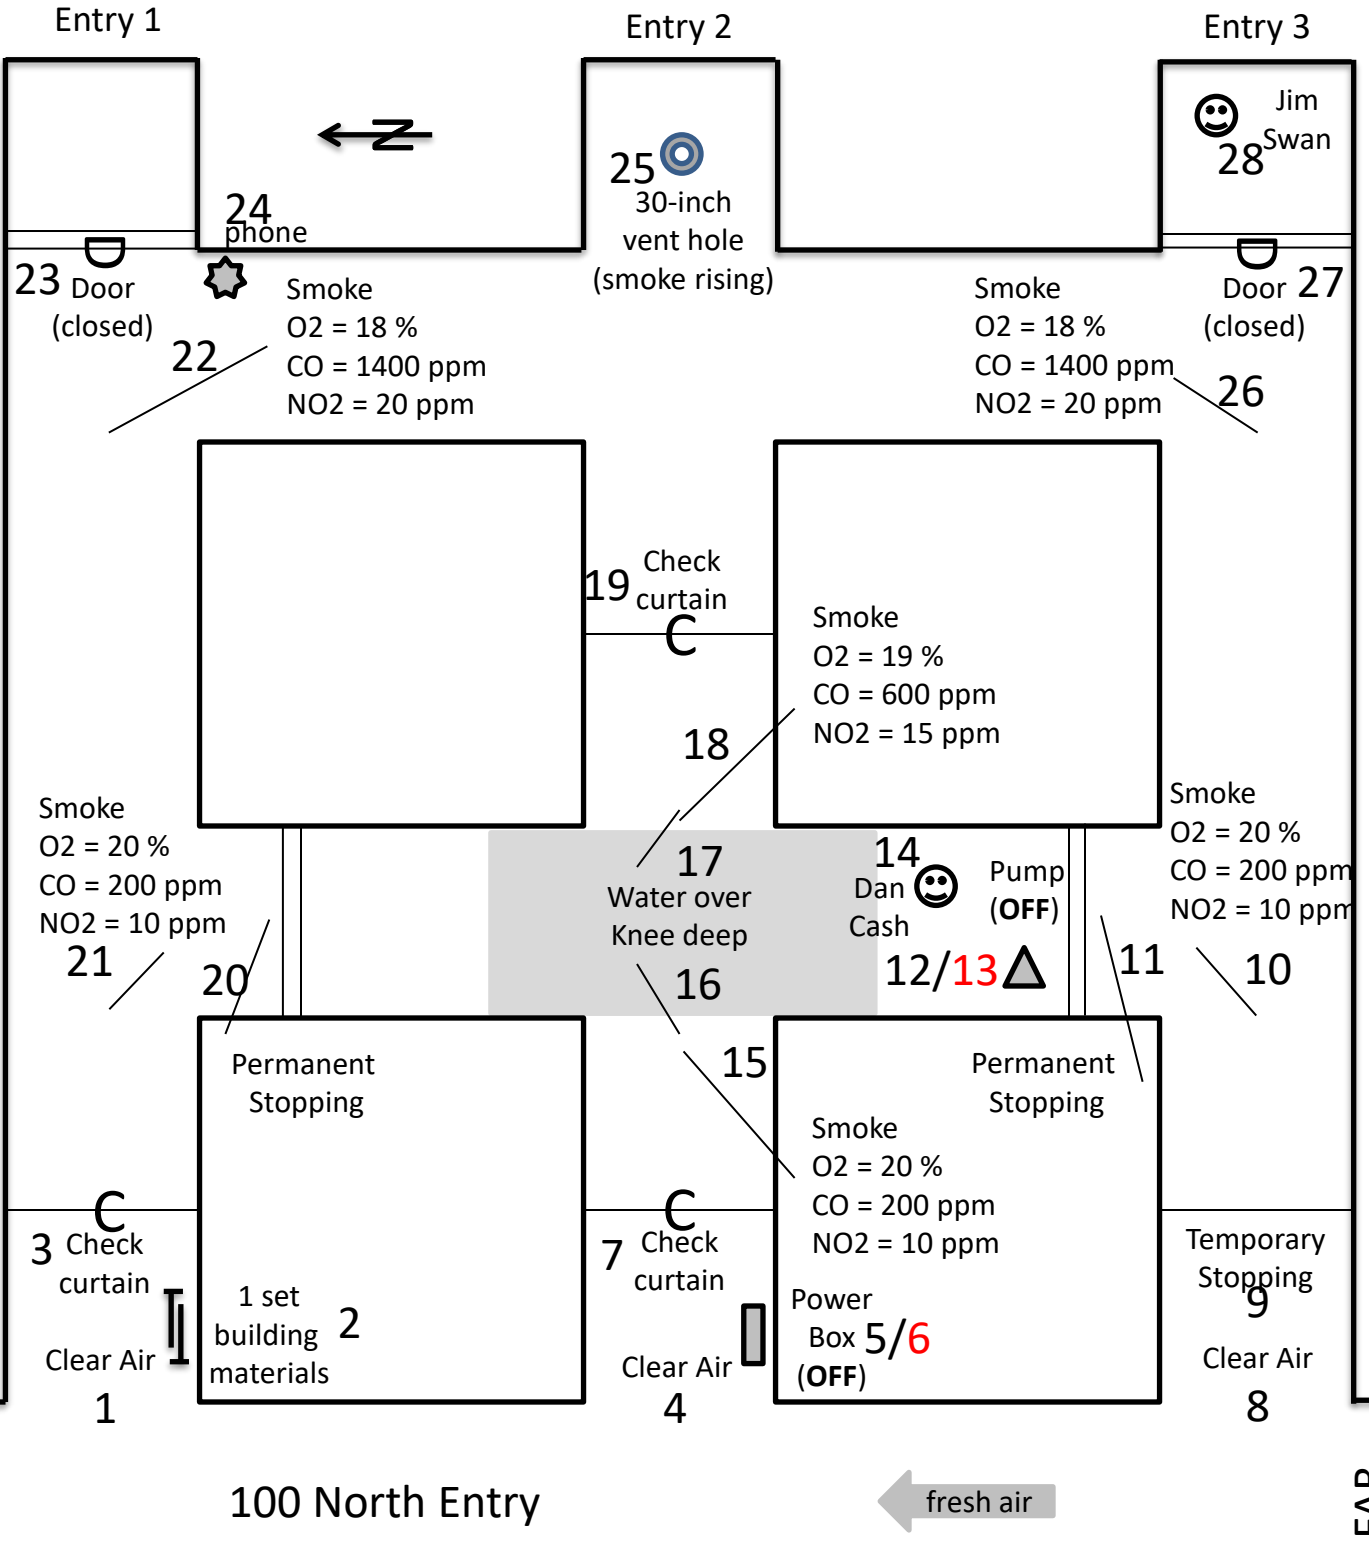 Entry 1
Entry 2
Entry 3
N
Jim
Swan
28
25
30-inch
vent hole
(smoke rising)
24
phone
23
Door
(closed)
22
Smoke
O2 = 18 %
CO = 1400 ppm
NO2 = 20 ppm
Smoke
O2 = 18 %
CO = 1400 ppm
NO2 = 20 ppm
Door
(closed)
27
26
19
Check
curtain
C
Smoke
O2 = 19 %
CO = 600 ppm
NO2 = 15 ppm
18
Smoke
O2 = 20 %
CO = 200 ppm
NO2 = 10 ppm
21
20
17
Water over
Knee deep
16
14
Dan
Cash
Pump
(OFF)
12/13
Smoke
O2 = 20 %
CO = 200 ppm
NO2 = 10 ppm
11
10
Permanent
Stopping
15
Permanent
Stopping
Smoke
O2 = 20 %
CO = 200 ppm
NO2 = 10 ppm
C
3
Check
curtain
1 set
building
materials
2
Clear Air
1
C
7
Check
curtain
Clear Air
4
Power
Box
5/6
(OFF)
Temporary
Stopping
9
Clear Air
8
100 North Entry
fresh air